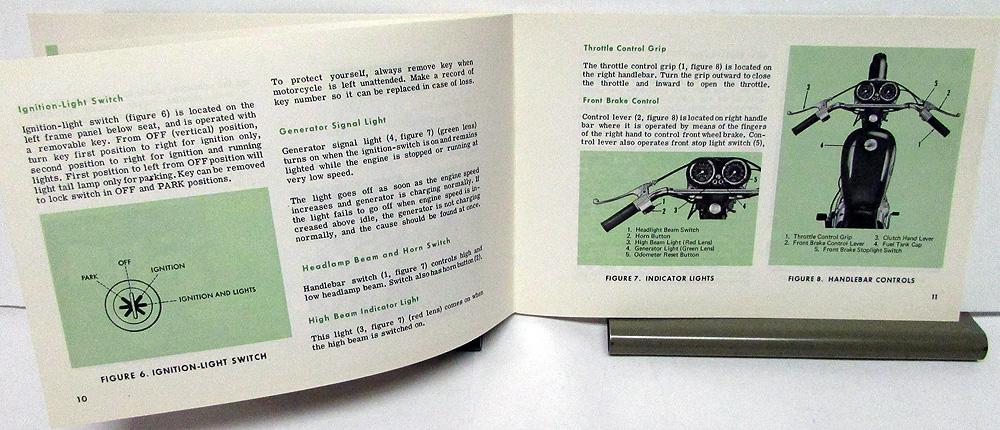 Ignition-Light Switch
Ignition-light switch (figure 6) is located on the
left frame panel below seat, and is operated with
a removable key. From OFF (vertical) position,
turn key first position to right for ignition only,
second position to right for ignition and running
lights. First position to left from OFF position will
light tail lamp only for parking. Key can be removed
to lock switch in OFF and PARK positions.
PARK
OFF
IGNITION
IGNITION AND LIGHTS
FIGURE 6. IGNITION-LIGHT SWITCH
10
To protect yourself, always remove key when
motorcycle is left unattended. Make a record of
key number so it can be replaced in case of loss.
Generator Signal Light
Generator signal light (4, figure 7) (green lens)
turns on when the ignition-switch is on and remains
lighted while the engine is stopped or running at
very low speed.
The light goes off as soon as the engine speed
increases and generator is charging normally. If
the light fails to go off when engine speed is in-
creased above idle, the generator is not charging
normally, and the cause should be found at once.
Headlamp Beam and Horn Switch
Handlebar switch (1, figure 7) controls high and
low headlamp beam. Switch also has horn button (2).
High Beam Indicator Light
This light (3, figure 7) (red lens) comes on when
the high beam is switched on.
Throttle Control Grip
The throttle control grip (1, figure 8) is located on
the right handlebar. Turn the grip outward to close
the throttle and inward to open the throttle.
Front Brake Control
Control lever (2, figure 8) is located on right handle
bar where it is operated by means of the fingers
of the right hand to control front wheel brake. Con-
trol lever also operates front stop light switch (5),
5
1
2
3
4
1. Headlight Beam Switch
2. Horn Button
3. High Beam Light (Red Lens)
4. Generator Light (Green Lens)
5. Odometer Reset Button
FIGURE 7. INDICATOR LIGHTS
3
5
2
1
4
1. Throttle Control Grip
3. Clutch Hand Lever
2. Front Brake Control Lever
4. Fuel Tank Cap
5. Front Brake Stoplight Switch
FIGURE 8. HANDLEBAR CONTROLS
11